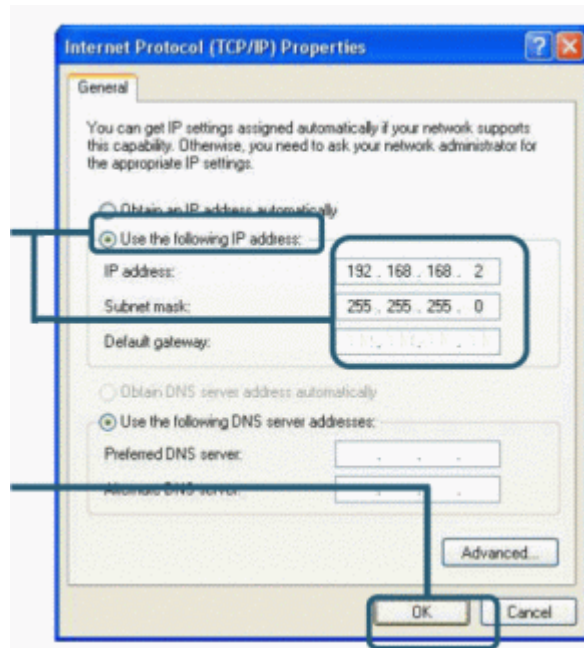 Internet Protocol (TCP/IP) Properties
General
You can get IP settings assigned automatically if your network supports
this capability. Otherwise, you need to ask your network administrator for
the appropriate IP settings.
Obtain an IP address automatically
Use the following IP address:
IP address: 192 . 168 . 168 . 2
Subnet mask: 255 . 255 . 255 . 0
Default gateway:
Obtain DNS server address automatically
Use the following DNS server addresses:
Preferred DNS server:
Alternate DNS server:
Advanced...
OK Cancel